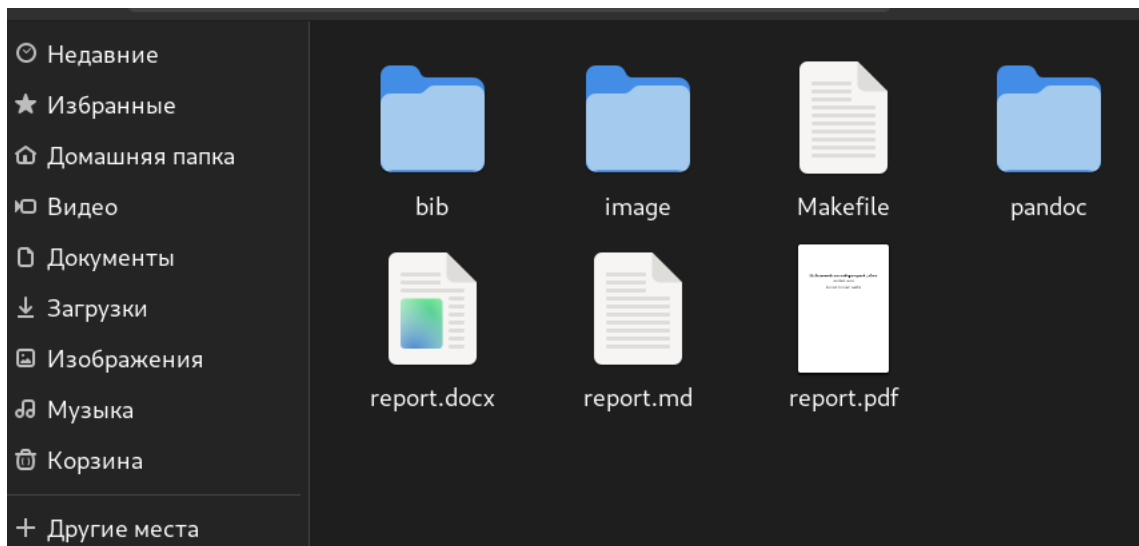 Недавние
Избранные
Домашняя папка
Видео
Документы
Загрузки
Изображения
Музыка
Корзина
Другие места
bib
image
Makefile
pandoc
report.docx
report.md
report.pdf